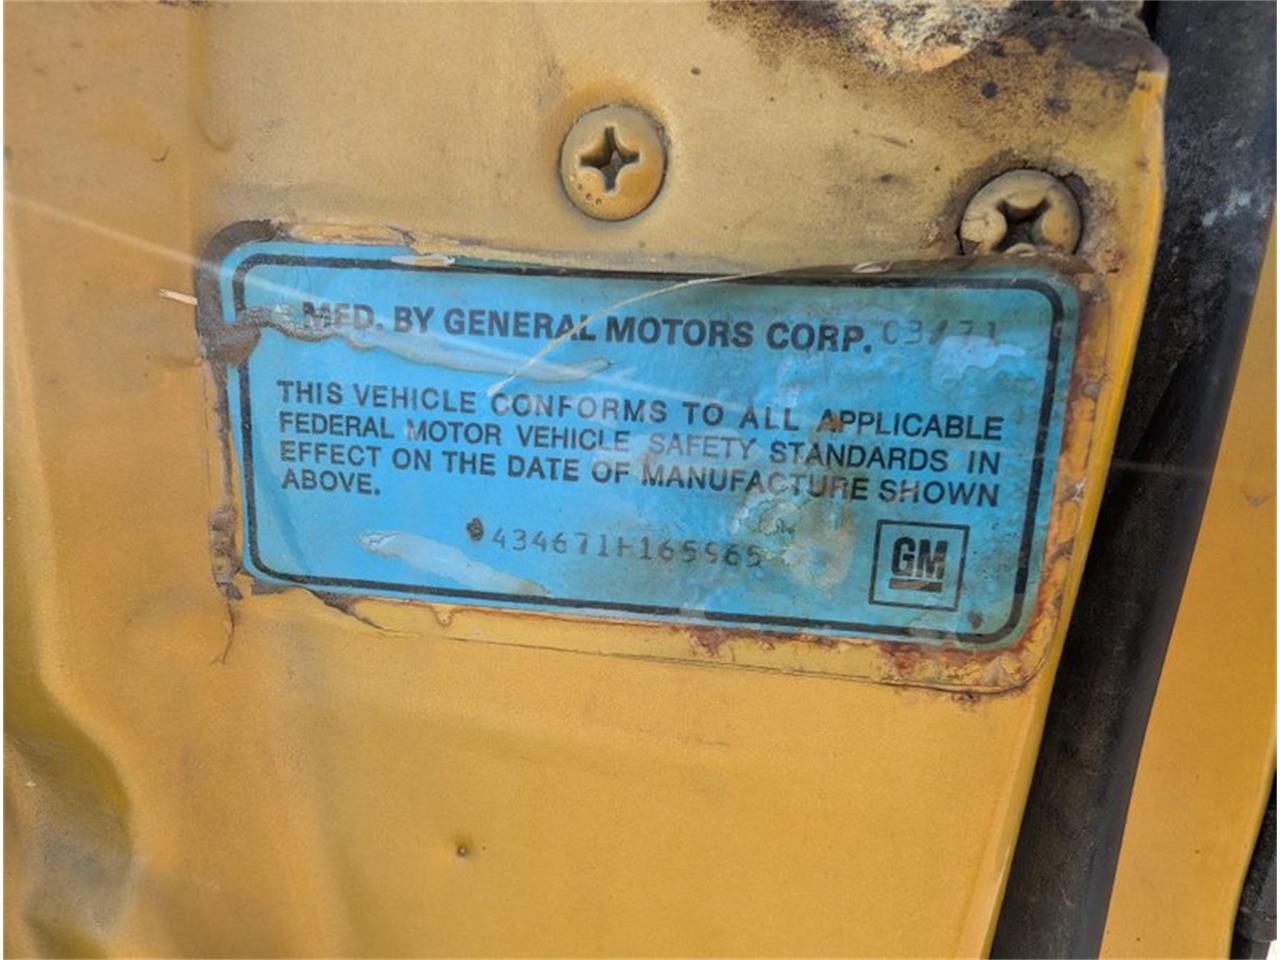 MFD. BY GENERAL MOTORS CORP. 03/71
THIS VEHICLE CONFORMS TO ALL APPLICABLE
FEDERAL MOTOR VEHICLE SAFETY STANDARDS IN
EFFECT ON THE DATE OF MANUFACTURE SHOWN
ABOVE.
434671H165965
GM